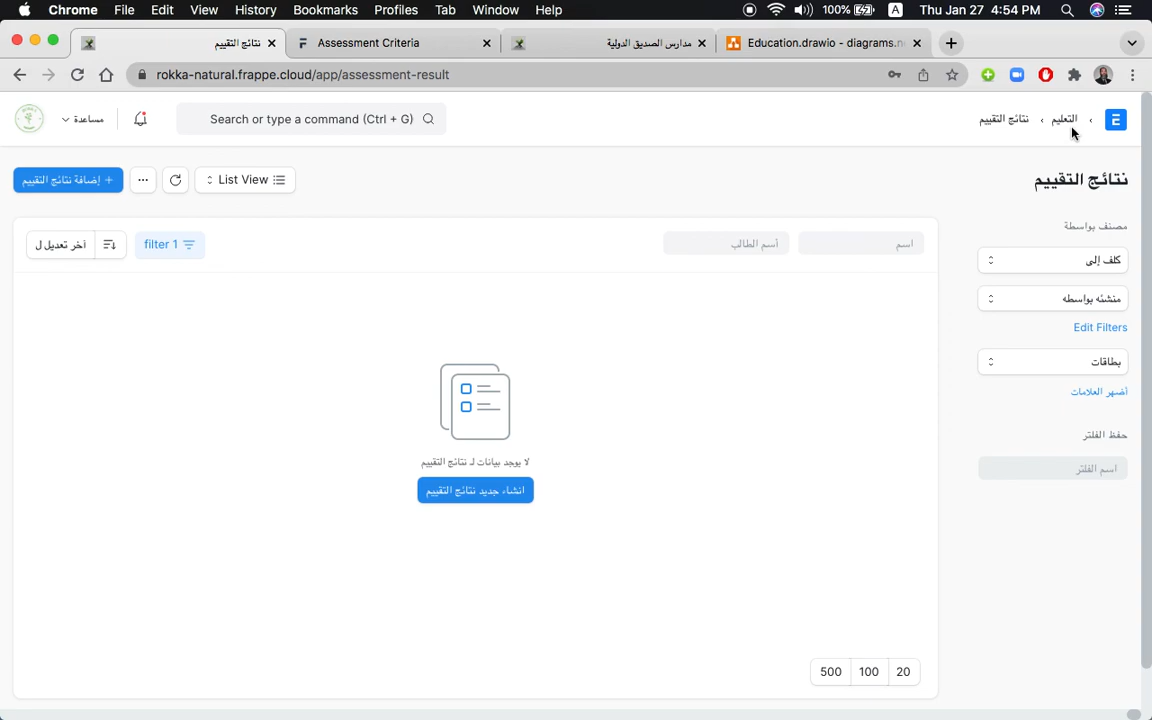 Chrome File Edit View History Bookmarks Profiles Tab Window Help 100% A Thu Jan 27 4:54 PM
نتائج التقييم
Assessment Criteria
مدارس الصديق الدولية
Education.drawio - diagrams.n
rokka-natural.frappe.cloud/app/assessment-result
E التعليم نتائج التقييم
Search or type a command (Ctrl + G)
مساعدة
نتائج التقييم
List View
...
+ إضافة نتائج التقييم
مصنف بواسطة
كلف إلى
منشئه بواسطه
Edit Filters
بطاقات
أضهر العلامات
حفظ الفلتر
اسم الفلتر
اسم
أسم الطالب
filter 1
آخر تعديل ل
لا يوجد بيانات لـ نتائج التقييم
انشاء جديد نتائج التقييم
500 100 20